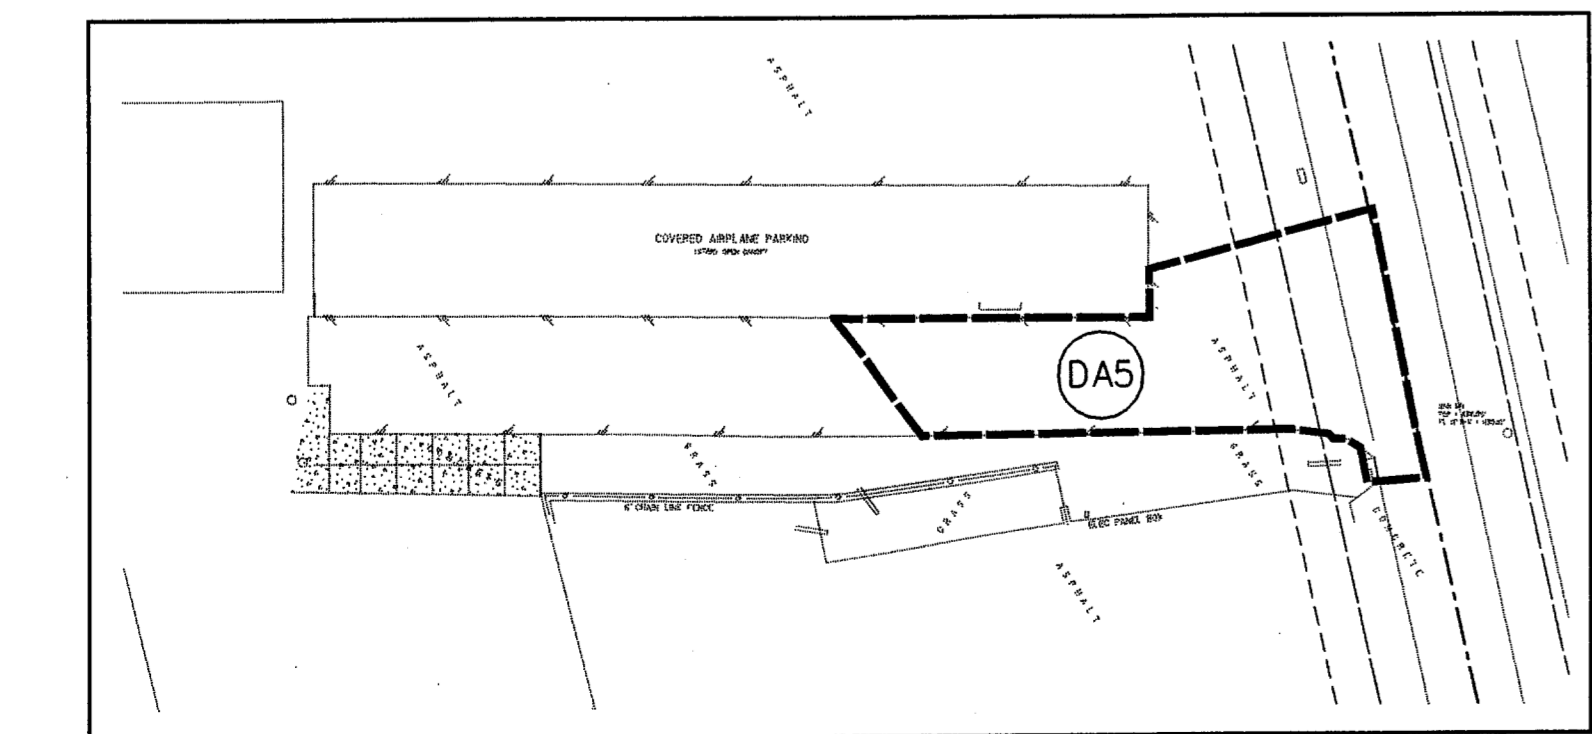 ASPHALT
COVERED AIRPLANE PARKING
ASPHALT
DA5
ASPHALT
GRASS
GRASS
6' CHAIN LINK FENCE
GRASS
ELEC PANEL BOX
CONCRETE
ASPHALT